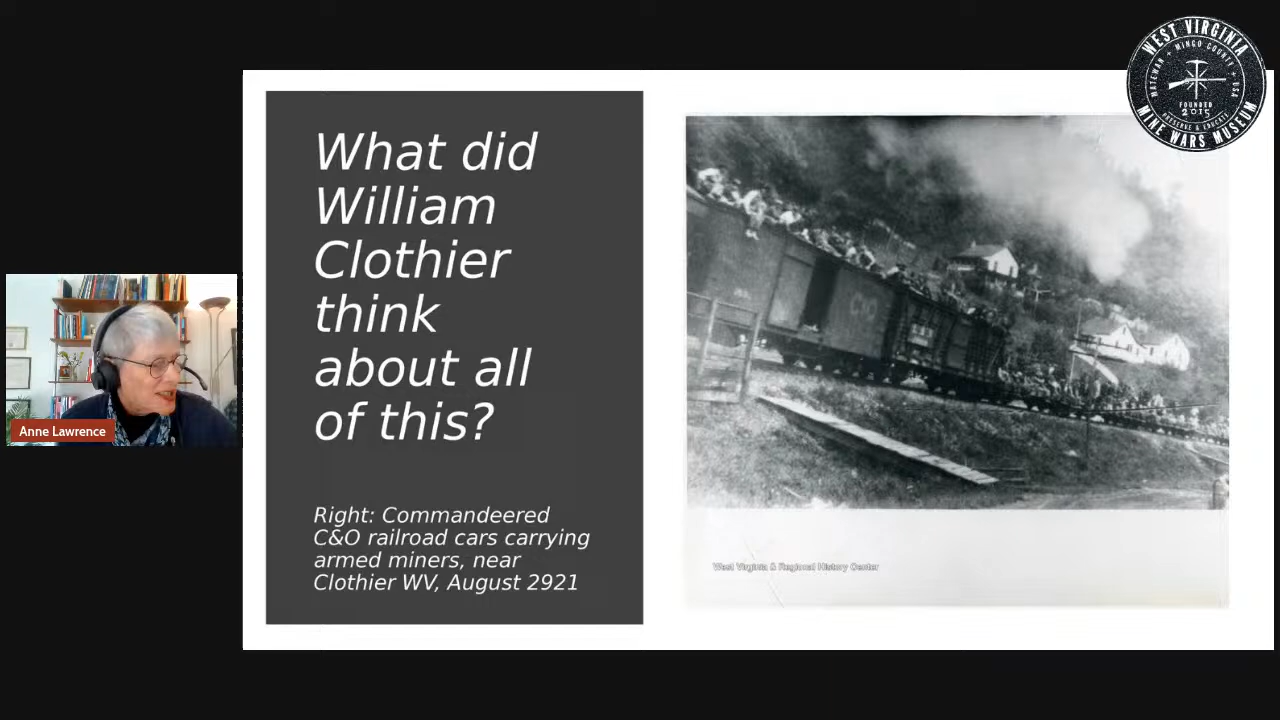 What did
William
Clothier
think
about all
of this?
Right: Commandeered
C&O railroad cars carrying
armed miners, near
Clothier WV, August 2921
West Virginia & Regional History Center
Anne Lawrence
WEST VIRGINIA
MATEWAN + MINGO COUNTY + USA
FOUNDED
2015
PRESERVE & EDUCATE
MINE WARS MUSEUM